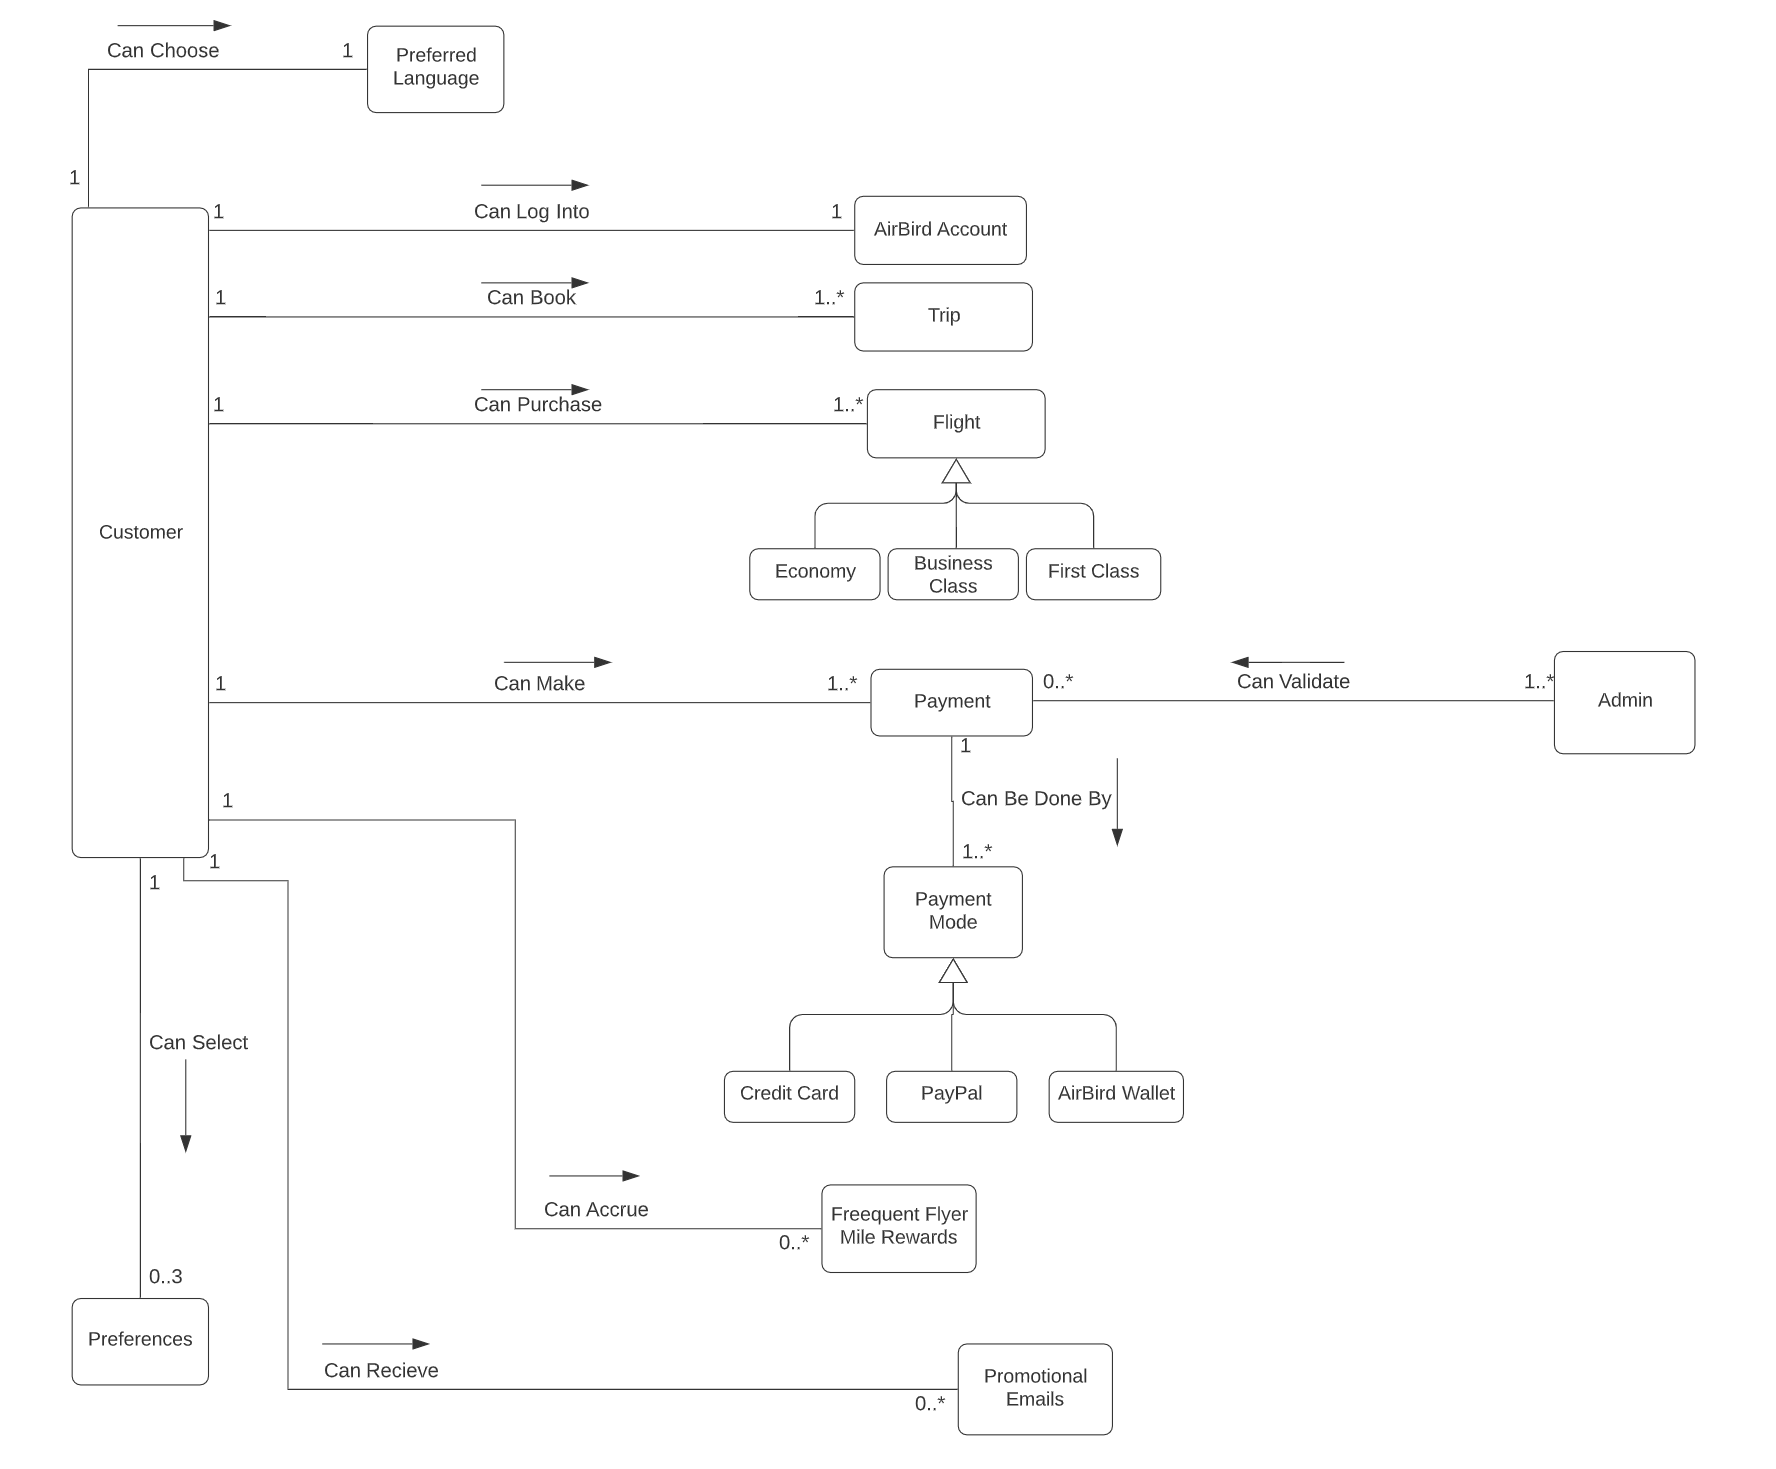 Can Choose
1
Preferred
Language
1
1
Can Log Into
1
AirBird Account
1
Can Book
1..*
Trip
1
Can Purchase
1..*
Flight
Customer
Economy
Business
Class
First Class
1
Can Make
1..*
Payment
0..*
Can Validate
1..*
Admin
1
Can Be Done By
1..*
Payment
Mode
1
1
1
Can Select
Credit Card
PayPal
AirBird Wallet
Can Accrue
0..*
Freequent Flyer
Mile Rewards
0..3
Preferences
Can Recieve
0..*
Promotional
Emails